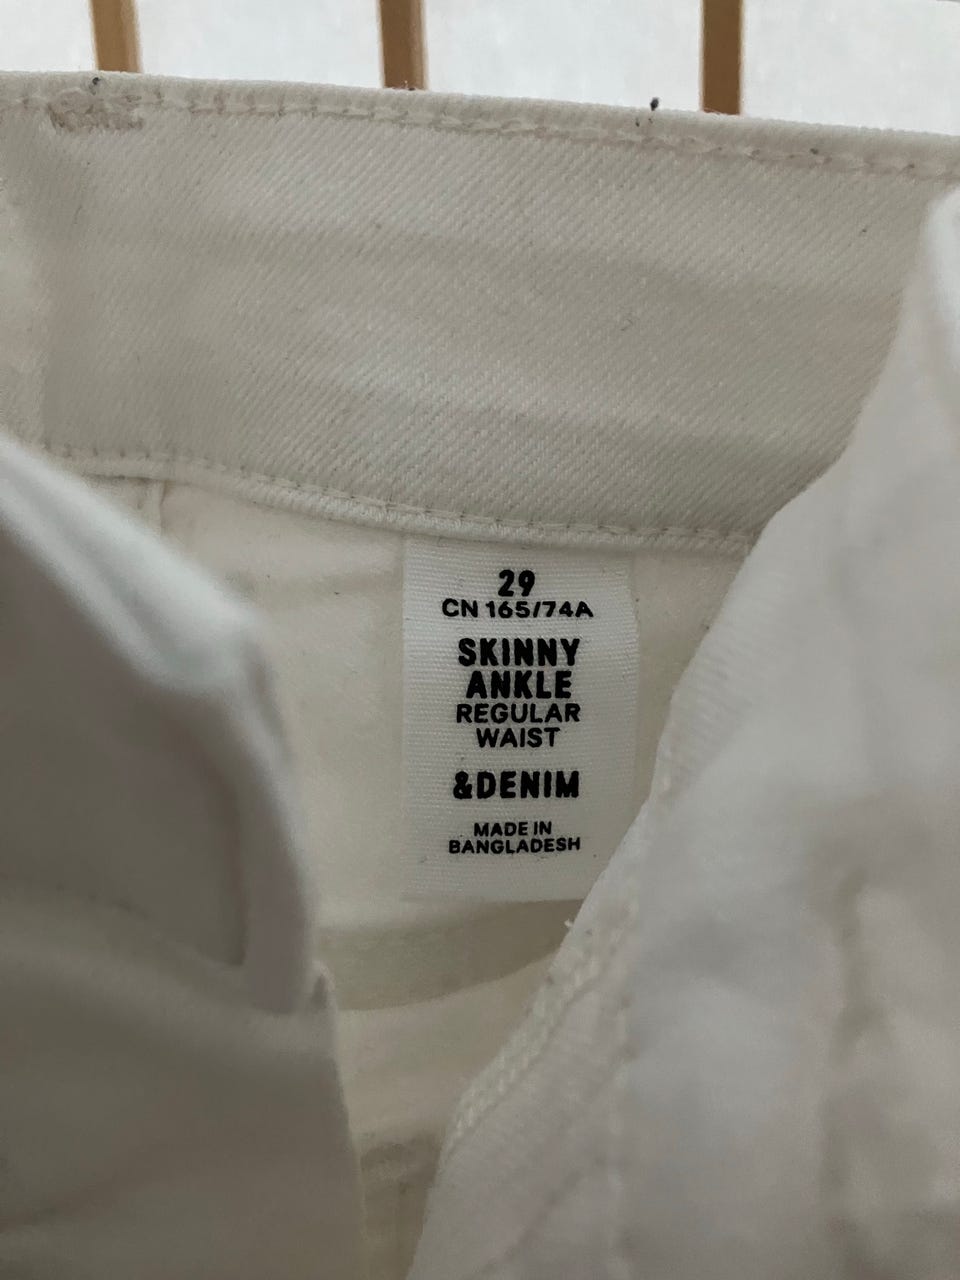 29
CN 165/74A
SKINNY
ANKLE
REGULAR
WAIST
&DENIM
MADE IN
BANGLADESH